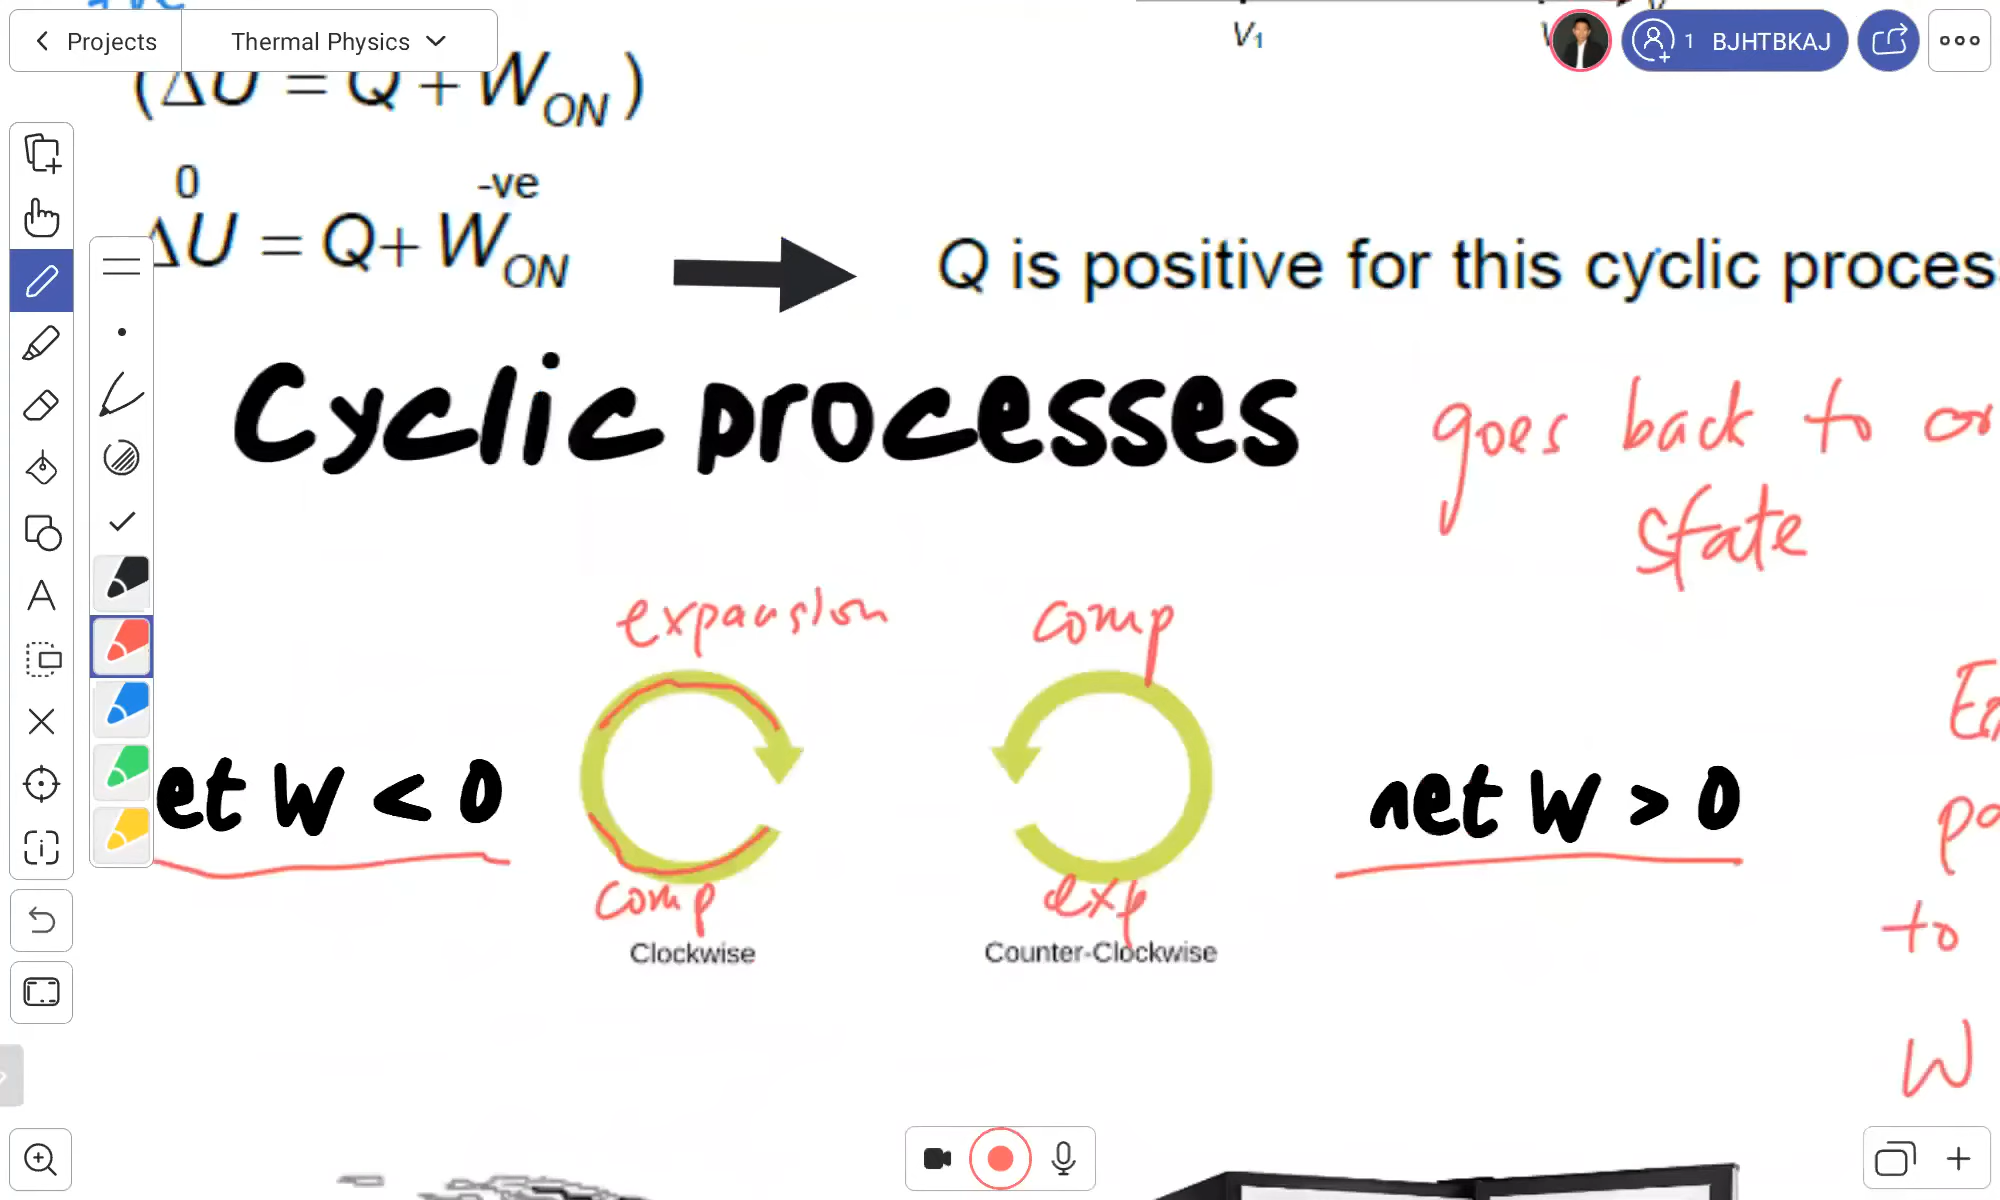 Projects
Thermal Physics
V₁
1 BJHTBKAJ
(ΔU = Q + W_ON)
0 -ve
ΔU = Q+ W_ON
Q is positive for this cyclic proces
Cyclic processes
goes back to or
state
expansion
comp
et W < 0
net W > 0
comp
exp
Clockwise
Counter-Clockwise
po
to
W